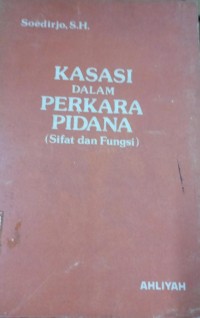 Soedirjo, S.H.
KASASI
DALAM
PERKARA
PIDANA
(Sifat dan Fungsi)
AHLIYAH